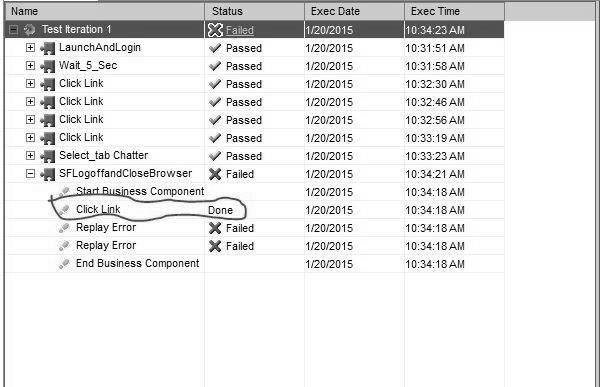 Name Status Exec Date Exec Time
Test Iteration 1 Failed 1/20/2015 10:34:23 AM
LaunchAndLogin Passed 1/20/2015 10:31:51 AM
Wait_5_Sec Passed 1/20/2015 10:31:58 AM
Click Link Passed 1/20/2015 10:32:30 AM
Click Link Passed 1/20/2015 10:32:46 AM
Click Link Passed 1/20/2015 10:32:56 AM
Click Link Passed 1/20/2015 10:33:19 AM
Select_tab Chatter Passed 1/20/2015 10:33:23 AM
SFLogoffandCloseBrowser Failed 1/20/2015 10:34:21 AM
Start Business Component 1/20/2015 10:34:18 AM
Click Link Done 1/20/2015 10:34:18 AM
Replay Error Failed 1/20/2015 10:34:18 AM
Replay Error Failed 1/20/2015 10:34:18 AM
End Business Component 1/20/2015 10:34:18 AM